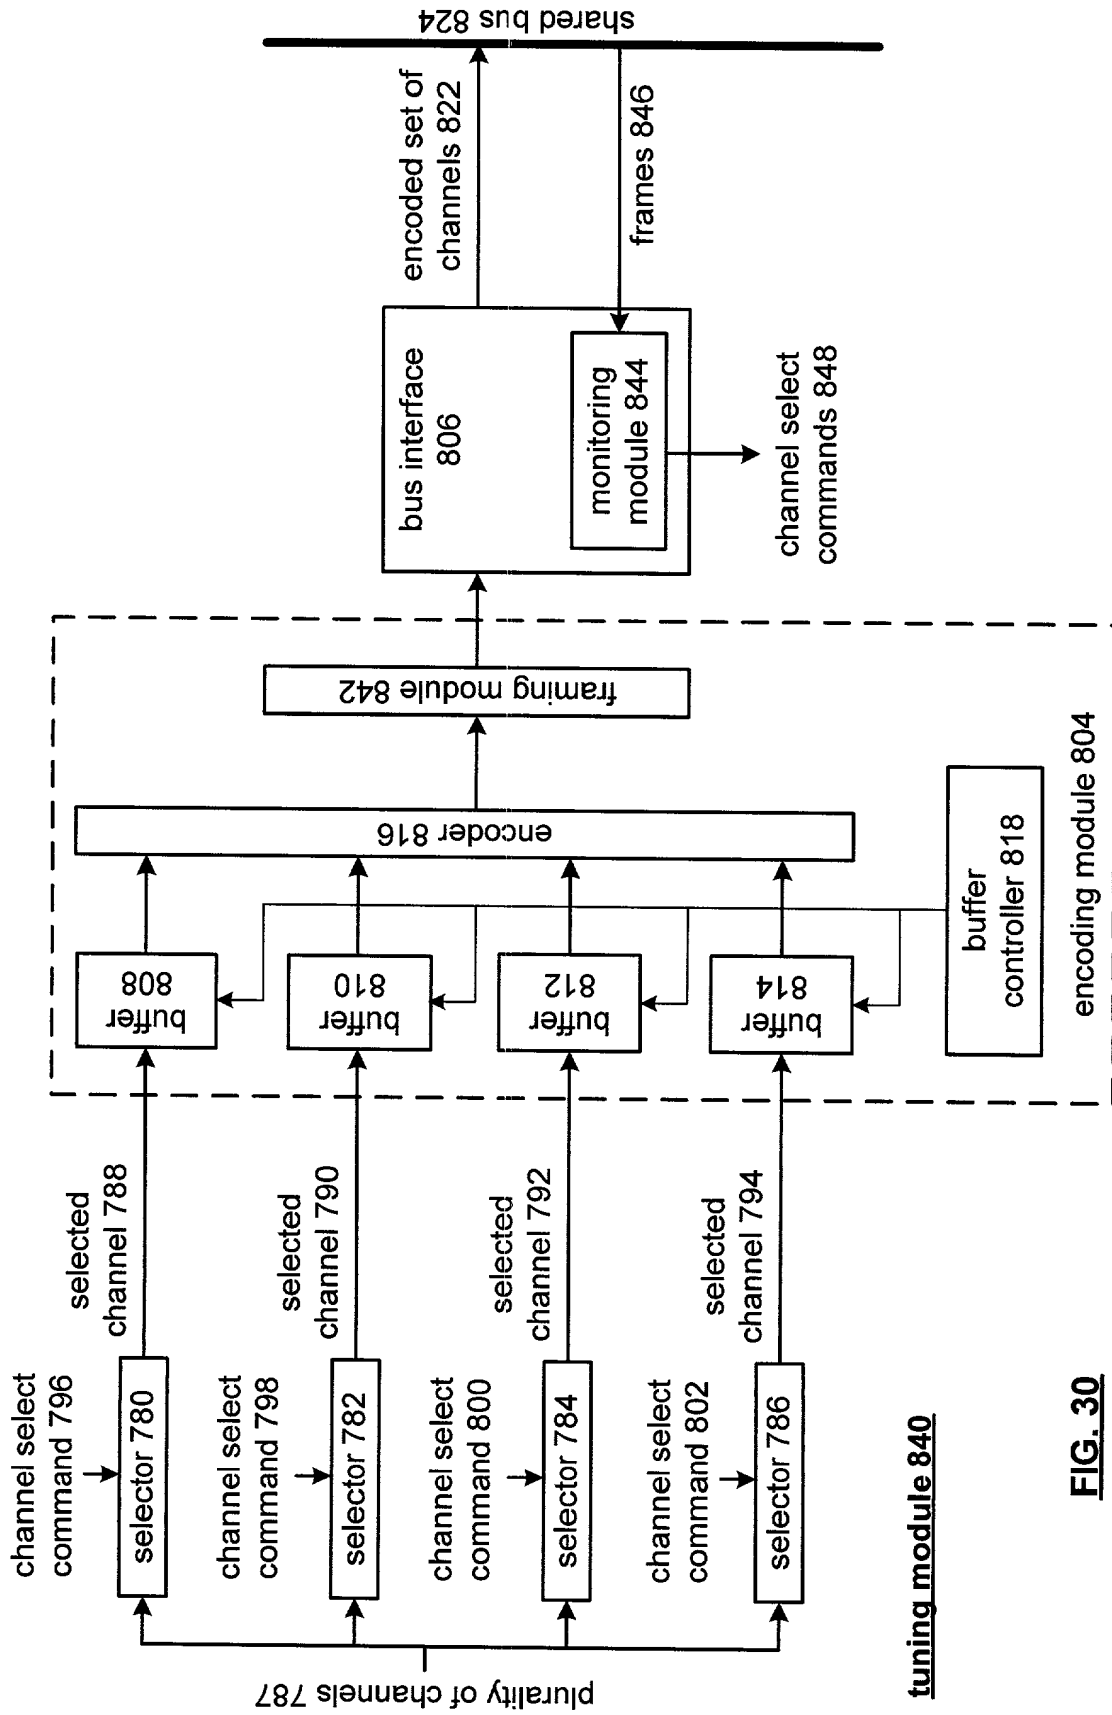 plurality of channels 787
channel select
command 796
selector 780
channel select
command 798
selector 782
channel select
command 800
selector 784
channel select
command 802
selector 786
selected
channel 788
selected
channel 790
selected
channel 792
selected
channel 794
buffer
808
buffer
810
buffer
812
buffer
814
encoder 816
framing module 842
buffer
controller 818
encoding module 804
bus interface
806
monitoring
module 844
channel select
commands 848
encoded set of
channels 822
frames 846
shared bus 824
tuning module 840
FIG. 30